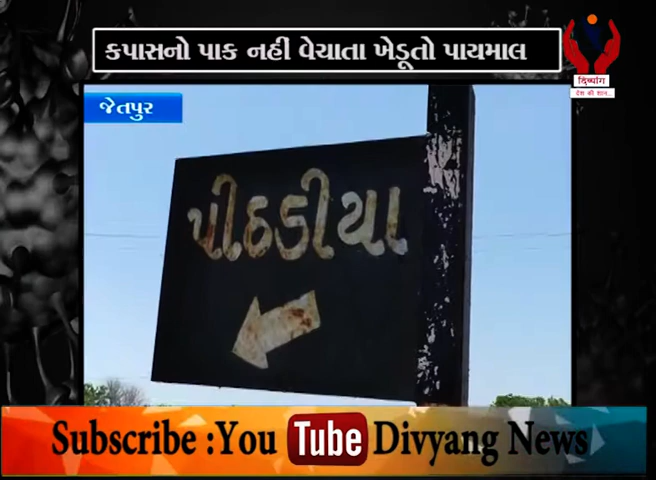 કપાસનો પાક નહીં વેચાતા ખેડૂતો પાયમાલ
दिव्यांग
देश की शान..
જેતપુર
પીઠડીયા
Subscribe :You Tube Divyang News